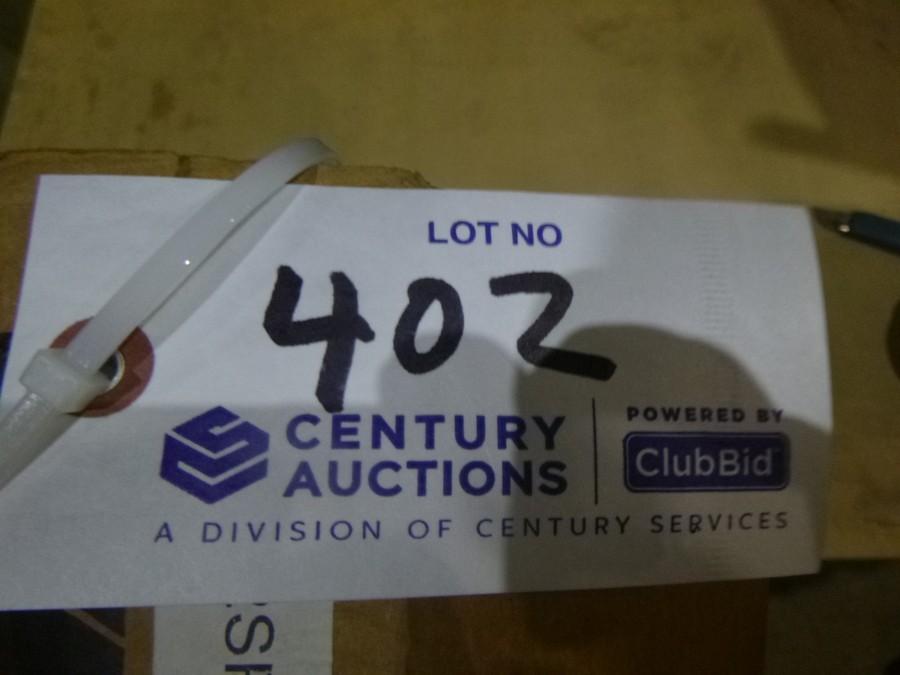 LOT NO
402
CENTURY
AUCTIONS
POWERED BY
ClubBid
A DIVISION OF CENTURY SERVICES